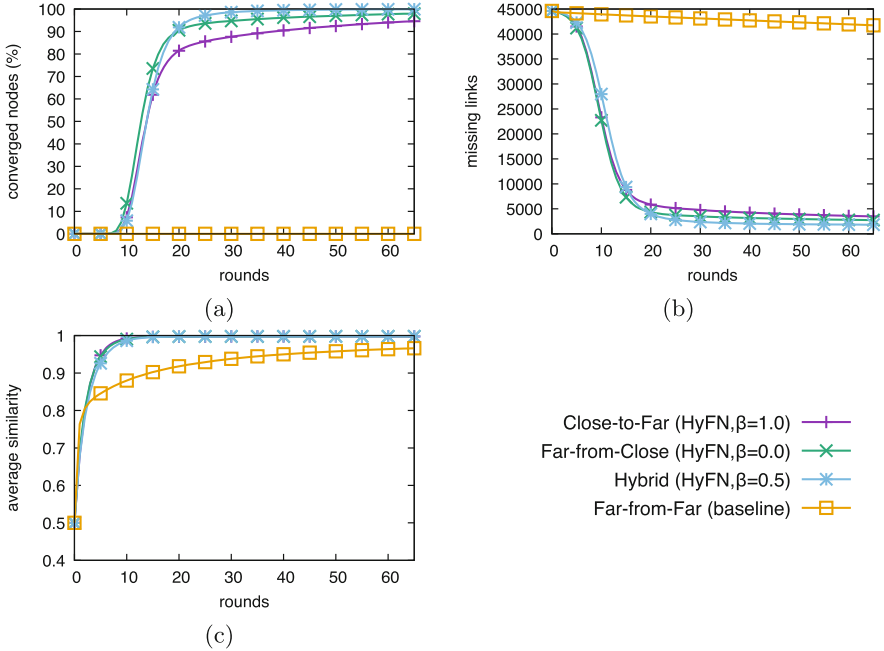 100
90
80
70
60
50
40
30
20
10
0
converged nodes (%)
0 10 20 30 40 50 60
rounds
(a)
45000
40000
35000
30000
25000
20000
15000
10000
5000
0
missing links
0 10 20 30 40 50 60
rounds
(b)
1
0.9
0.8
0.7
0.6
0.5
0.4
average similarity
0 10 20 30 40 50 60
rounds
(c)
Close-to-Far (HyFN,β=1.0)
Far-from-Close (HyFN,β=0.0)
Hybrid (HyFN,β=0.5)
Far-from-Far (baseline)